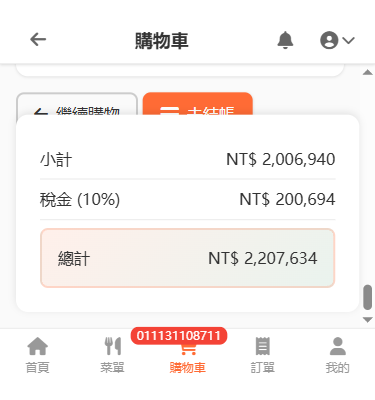 購物車
繼續購物
去結帳
小計 NT$ 2,006,940
稅金 (10%) NT$ 200,694
總計 NT$ 2,207,634
011131108711
首頁 菜單 購物車 訂單 我的